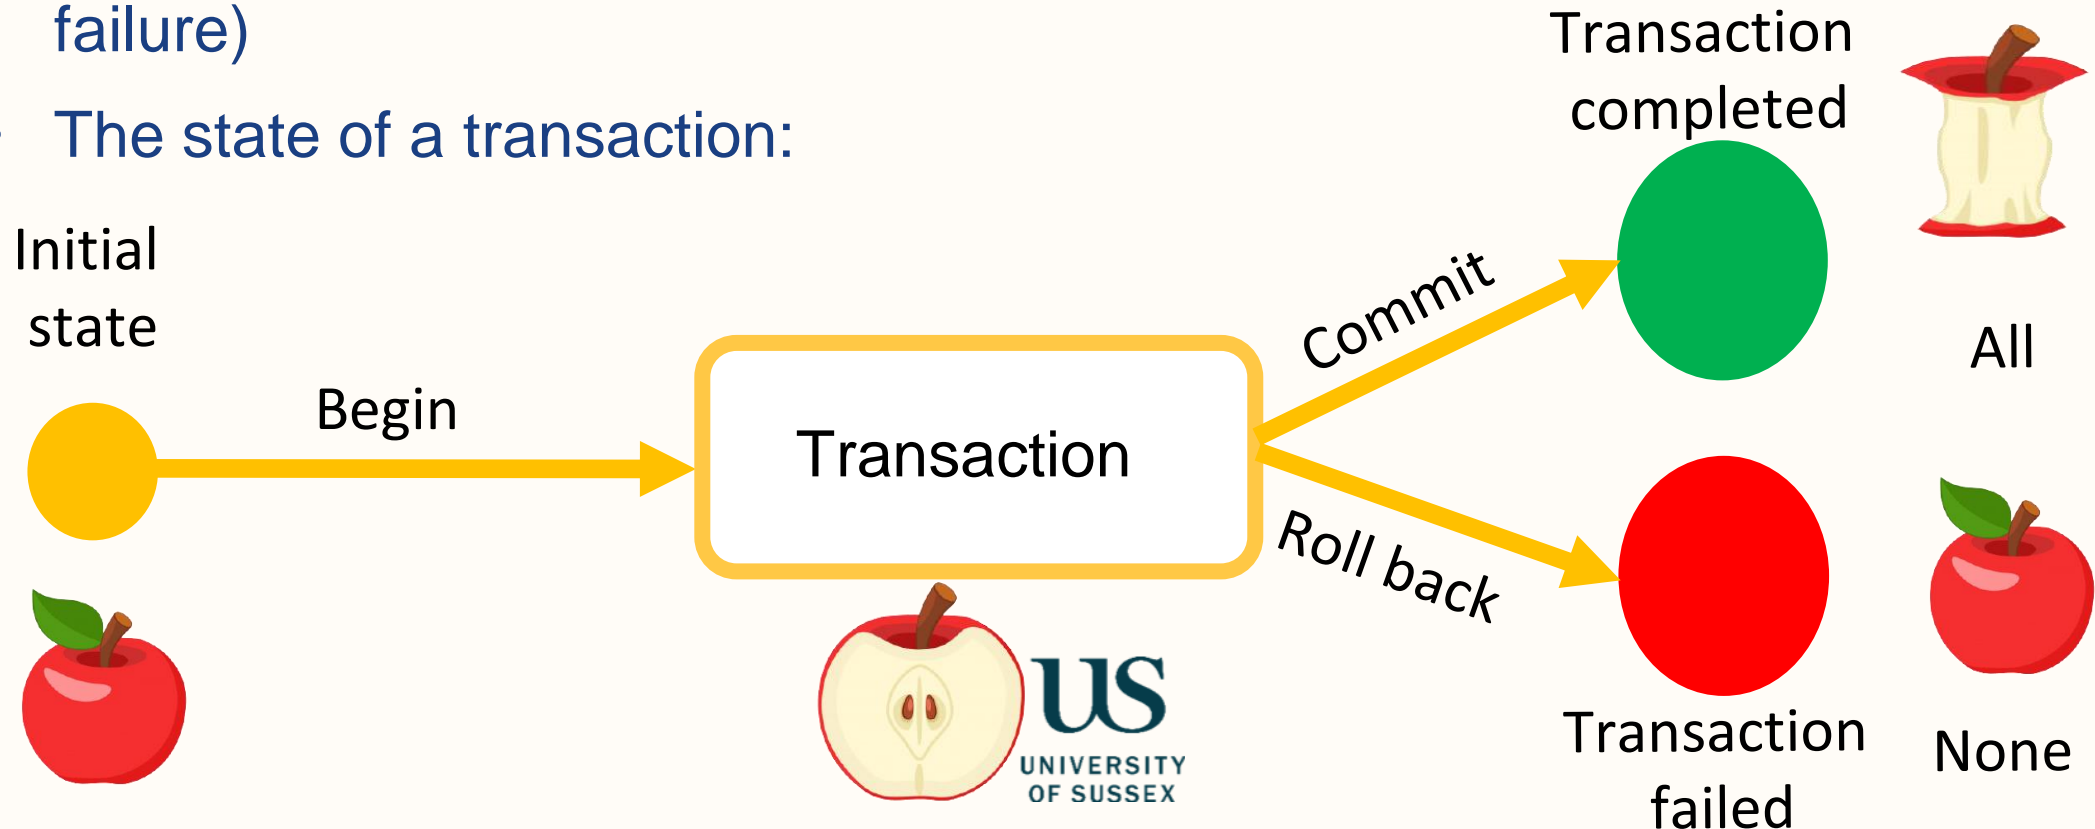 failure)
• The state of a transaction:
Initial
state
Begin
Transaction
Commit
Roll back
Transaction
completed
All
Transaction
failed
None
US
UNIVERSITY
OF SUSSEX